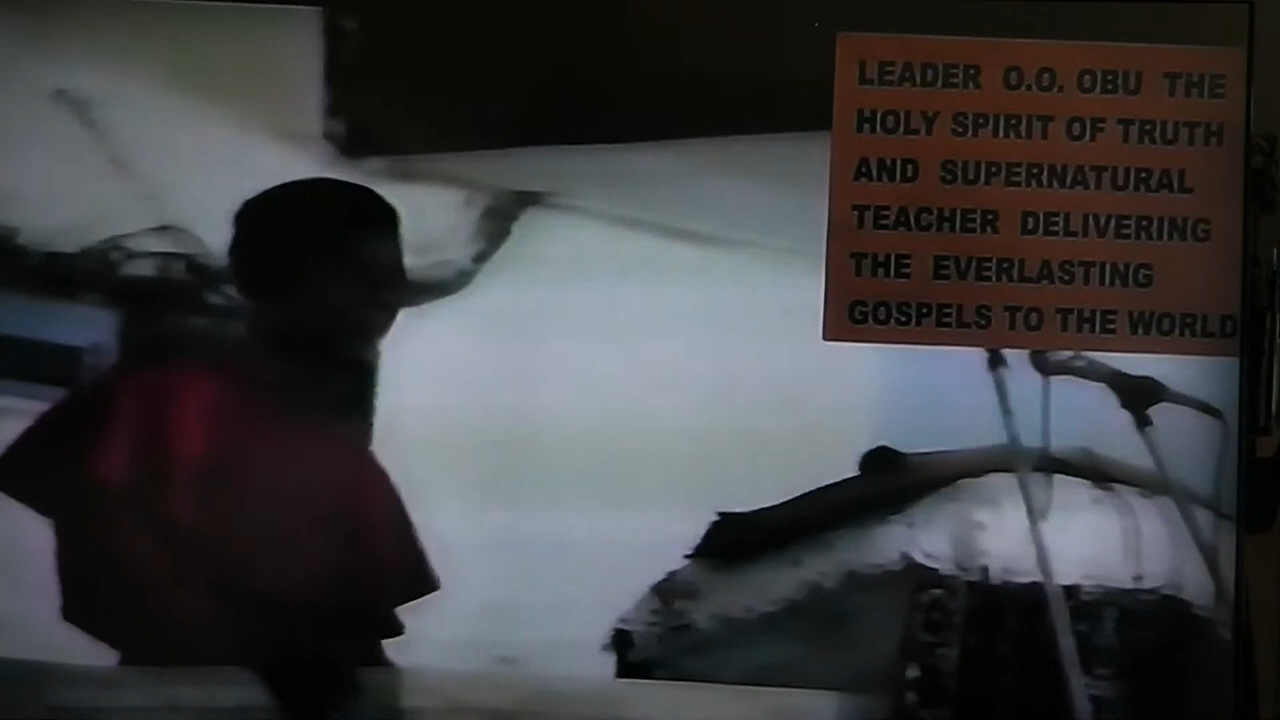 LEADER O.O. OBU THE
HOLY SPIRIT OF TRUTH
AND SUPERNATURAL
TEACHER DELIVERING
THE EVERLASTING
GOSPELS TO THE WORLD